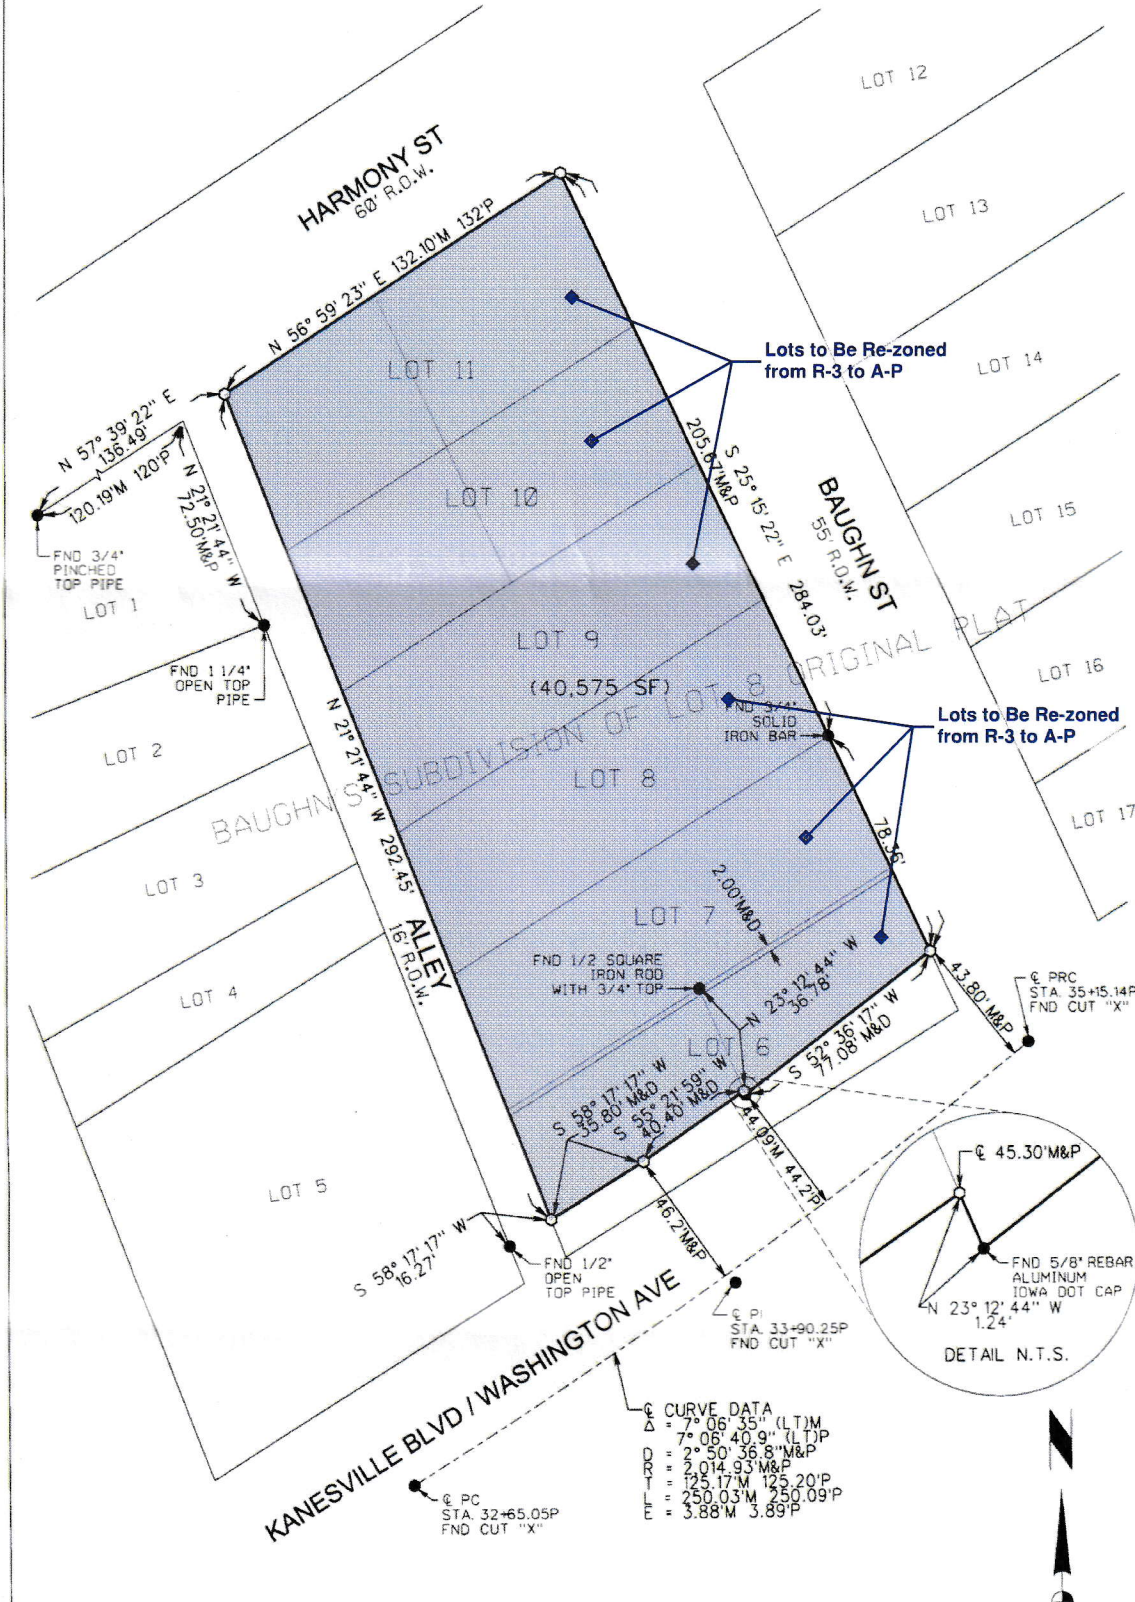 HARMONY ST
60' R.O.W.
LOT 12
LOT 13
LOT 14
LOT 15
LOT 16
LOT 17
N 56° 59' 23" E 132.10'M 132'P
Lots to Be Re-zoned
from R-3 to A-P
LOT 11
LOT 10
LOT 9
(40,575 SF)
LOT 8
LOT 7
LOT 6
205.67'M&P
S 25° 15' 22" E 284.03'
78.36'
BAUGHN ST
55' R.O.W.
N 57° 39' 22" E
136.49'
120.19'M 120'P
N 21° 21' 44" W
72.50'M&P
FND 3/4"
PINCHED
TOP PIPE
LOT 1
FND 1 1/4"
OPEN TOP
PIPE
LOT 2
LOT 3
LOT 4
LOT 5
BAUGHN'S SUBDIVISION OF LOT 8 ORIGINAL PLAT
FND 3/4"
SOLID
IRON BAR
Lots to Be Re-zoned
from R-3 to A-P
N 21° 21' 44" W 292.45'
ALLEY
16' R.O.W.
2.00'M&D
FND 1/2 SQUARE
IRON ROD
WITH 3/4" TOP
N 23° 12' 44" W
36.78'
S 52° 36' 17" W
77.08' M&D
S 58° 17' 17" W
35.80' M&D
S 55° 21' 59" W
40.40' M&D
43.80' M&P
℄ PRC
STA. 35+15.14P
FND CUT "X"
44.09'M 44.2'P
46.2'M&P
S 58° 17' 17" W
16.27'
FND 1/2"
OPEN
TOP PIPE
℄ PI
STA. 33+90.25P
FND CUT "X"
℄ 45.30'M&P
FND 5/8" REBAR
ALUMINUM
IOWA DOT CAP
N 23° 12' 44" W
1.24'
DETAIL N.T.S.
KANESVILLE BLVD / WASHINGTON AVE
℄ PC
STA. 32+65.05P
FND CUT "X"
℄ CURVE DATA
Δ = 7° 06' 35" (LT)M
7° 06' 40.9" (LT)P
D = 2° 50' 36.8"M&P
R = 2,014.93'M&P
T = 125.17'M 125.20'P
L = 250.03'M 250.09'P
E = 3.88'M 3.89'P
N